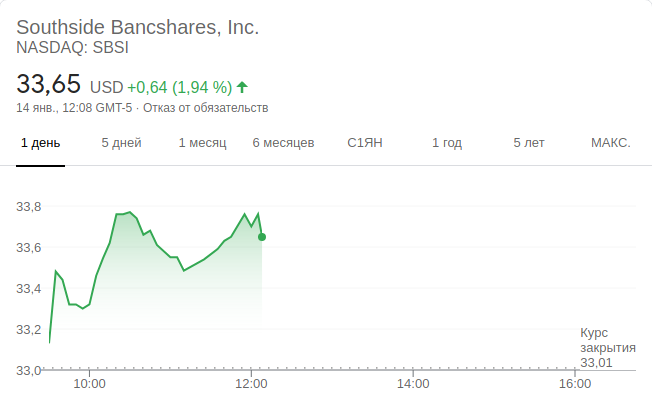 Southside Bancshares, Inc.
NASDAQ: SBSI
33,65 USD +0,64 (1,94 %)
14 янв., 12:08 GMT-5 · Отказ от обязательств
1 день 5 дней 1 месяц 6 месяцев С1ЯН 1 год 5 лет МАКС.
33,8
33,6
33,4
33,2
33,0
Курс
закрытия
33,01
10:00 12:00 14:00 16:00